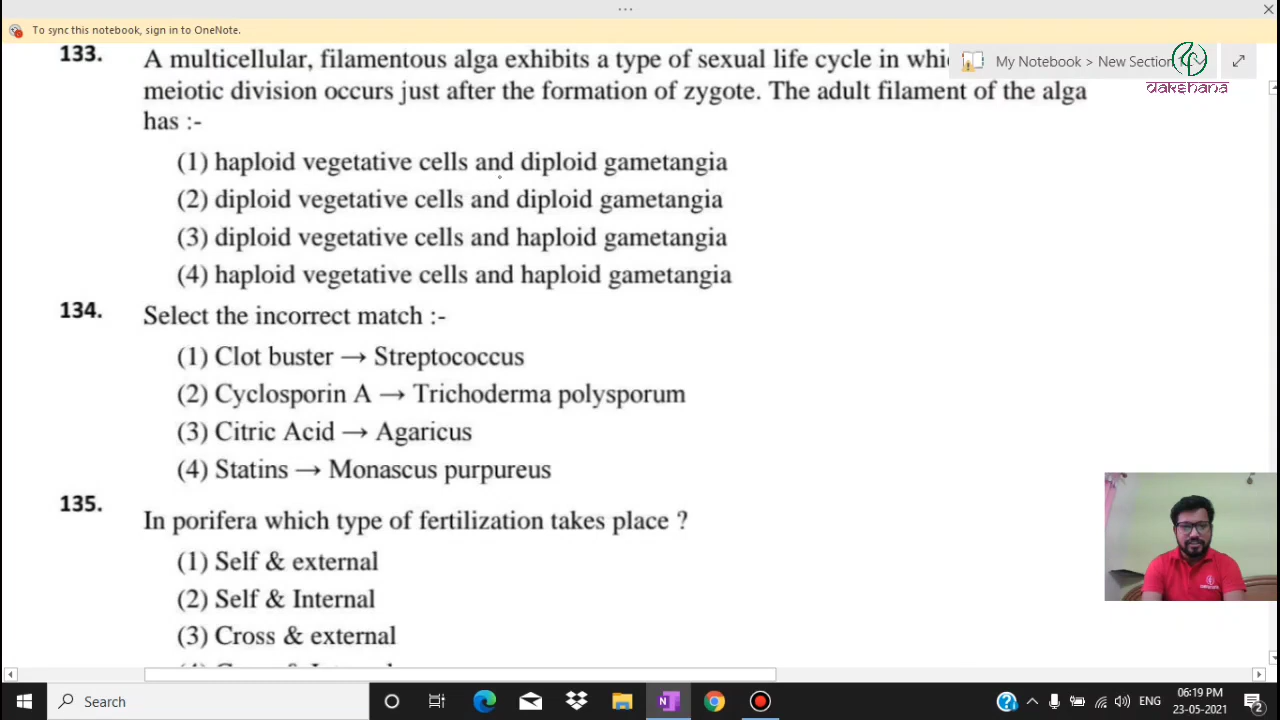 To sync this notebook, sign in to OneNote.
My Notebook > New Section
dakshana
133. A multicellular, filamentous alga exhibits a type of sexual life cycle in
meiotic division occurs just after the formation of zygote. The adult filament of the alga
has :-
(1) haploid vegetative cells and diploid gametangia
(2) diploid vegetative cells and diploid gametangia
(3) diploid vegetative cells and haploid gametangia
(4) haploid vegetative cells and haploid gametangia
134. Select the incorrect match :-
(1) Clot buster → Streptococcus
(2) Cyclosporin A → Trichoderma polysporum
(3) Citric Acid → Agaricus
(4) Statins → Monascus purpureus
135. In porifera which type of fertilization takes place ?
(1) Self & external
(2) Self & Internal
(3) Cross & external
Search
ENG
06:19 PM
23-05-2021
2